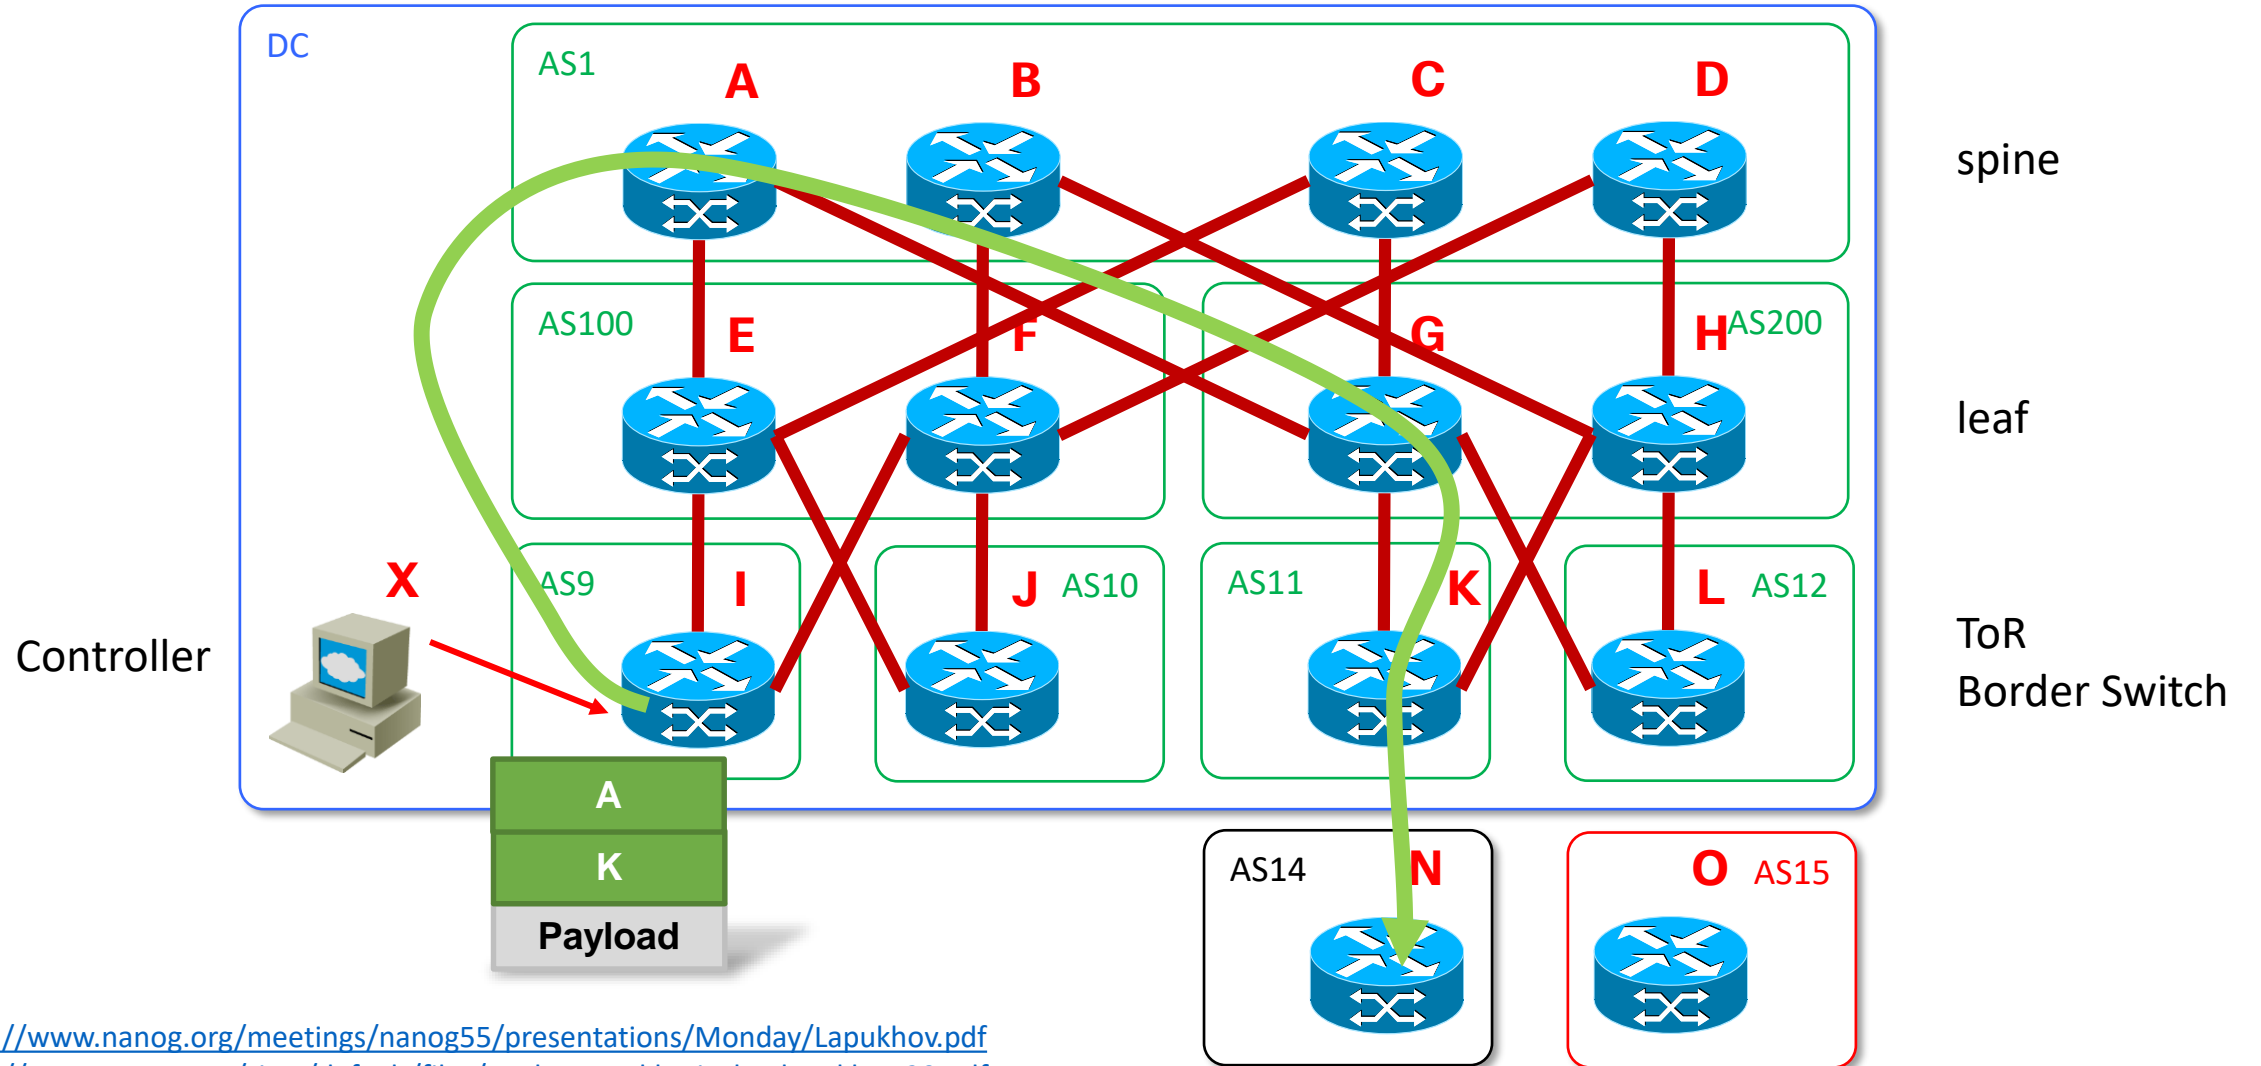 DC
AS1
A
B
C
D
spine
AS100
E
F
G
H
AS200
leaf
X
AS9
I
J
AS10
AS11
K
L
AS12
Controller
ToR
Border Switch
A
K
Payload
AS14
N
O
AS15
//www.nanog.org/meetings/nanog55/presentations/Monday/Lapukhov.pdf